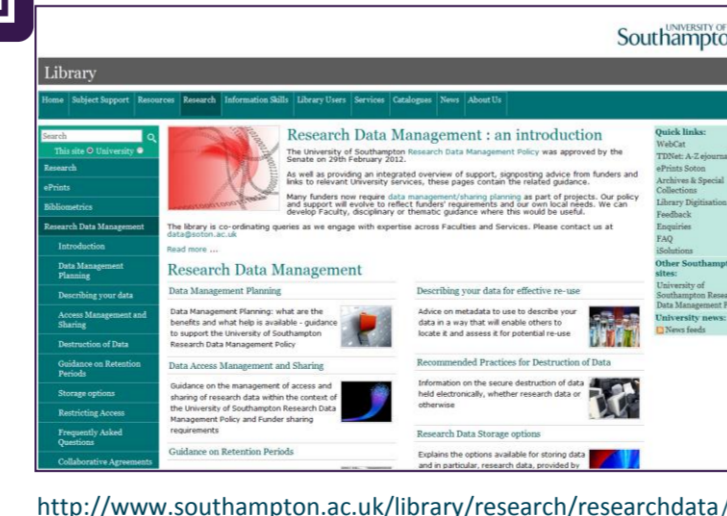 UNIVERSITY OF
Southampto
Library
Home Subject Support Resources Research Information Skills Library Users Services Catalogues News About Us
Search
This site University
Research
ePrints
Bibliometrics
Research Data Management
Introduction
Data Management
Planning
Describing your data
Access Management and
Sharing
Destruction of Data
Guidance on Retention
Periods
Storage options
Restricting Access
Frequently Asked
Questions
Collaborative Agreements
Research Data Management : an introduction
The University of Southampton Research Data Management Policy was approved by the
Senate on 29th February 2012.
As well as providing an integrated overview of support, signposting advice from funders and
links to relevant University services, these pages contain the related guidance.
Many funders now require data management/sharing planning as part of projects. Our policy
and support will evolve to reflect funders' requirements and our own local needs. We can
develop Faculty, disciplinary or thematic guidance where this would be useful.
The library is co-ordinating queries as we engage with expertise across Faculties and Services. Please contact us at
data@soton.ac.uk
Read more ...
Research Data Management
Data Management Planning
Data Management Planning: what are the
benefits and what help is available - guidance
to support the University of Southampton
Research Data Management Policy
Data Access Management and Sharing
Guidance on the management of access and
sharing of research data within the context of
the University of Southampton Research Data
Management Policy and Funder sharing
requirements
Guidance on Retention Periods
Describing your data for effective re-use
Advice on metadata to use to describe your
data in a way that will enable others to
locate it and assess it for potential re-use
Recommended Practices for Destruction of Data
Information on the secure destruction of data
held electronically, whether research data or
otherwise
Research Data Storage options
Explains the options available for storing data
and in particular, research data, provided by
Quick links:
WebCat
TDNet: A-Z ejourna
ePrints Soton
Archives & Special
Collections
Library Digitisation
Feedback
Enquiries
FAQ
iSolutions
Other Southampt
sites:
University of
Southampton Resea
Data Management P
University news:
News feeds
http://www.southampton.ac.uk/library/research/researchdata/